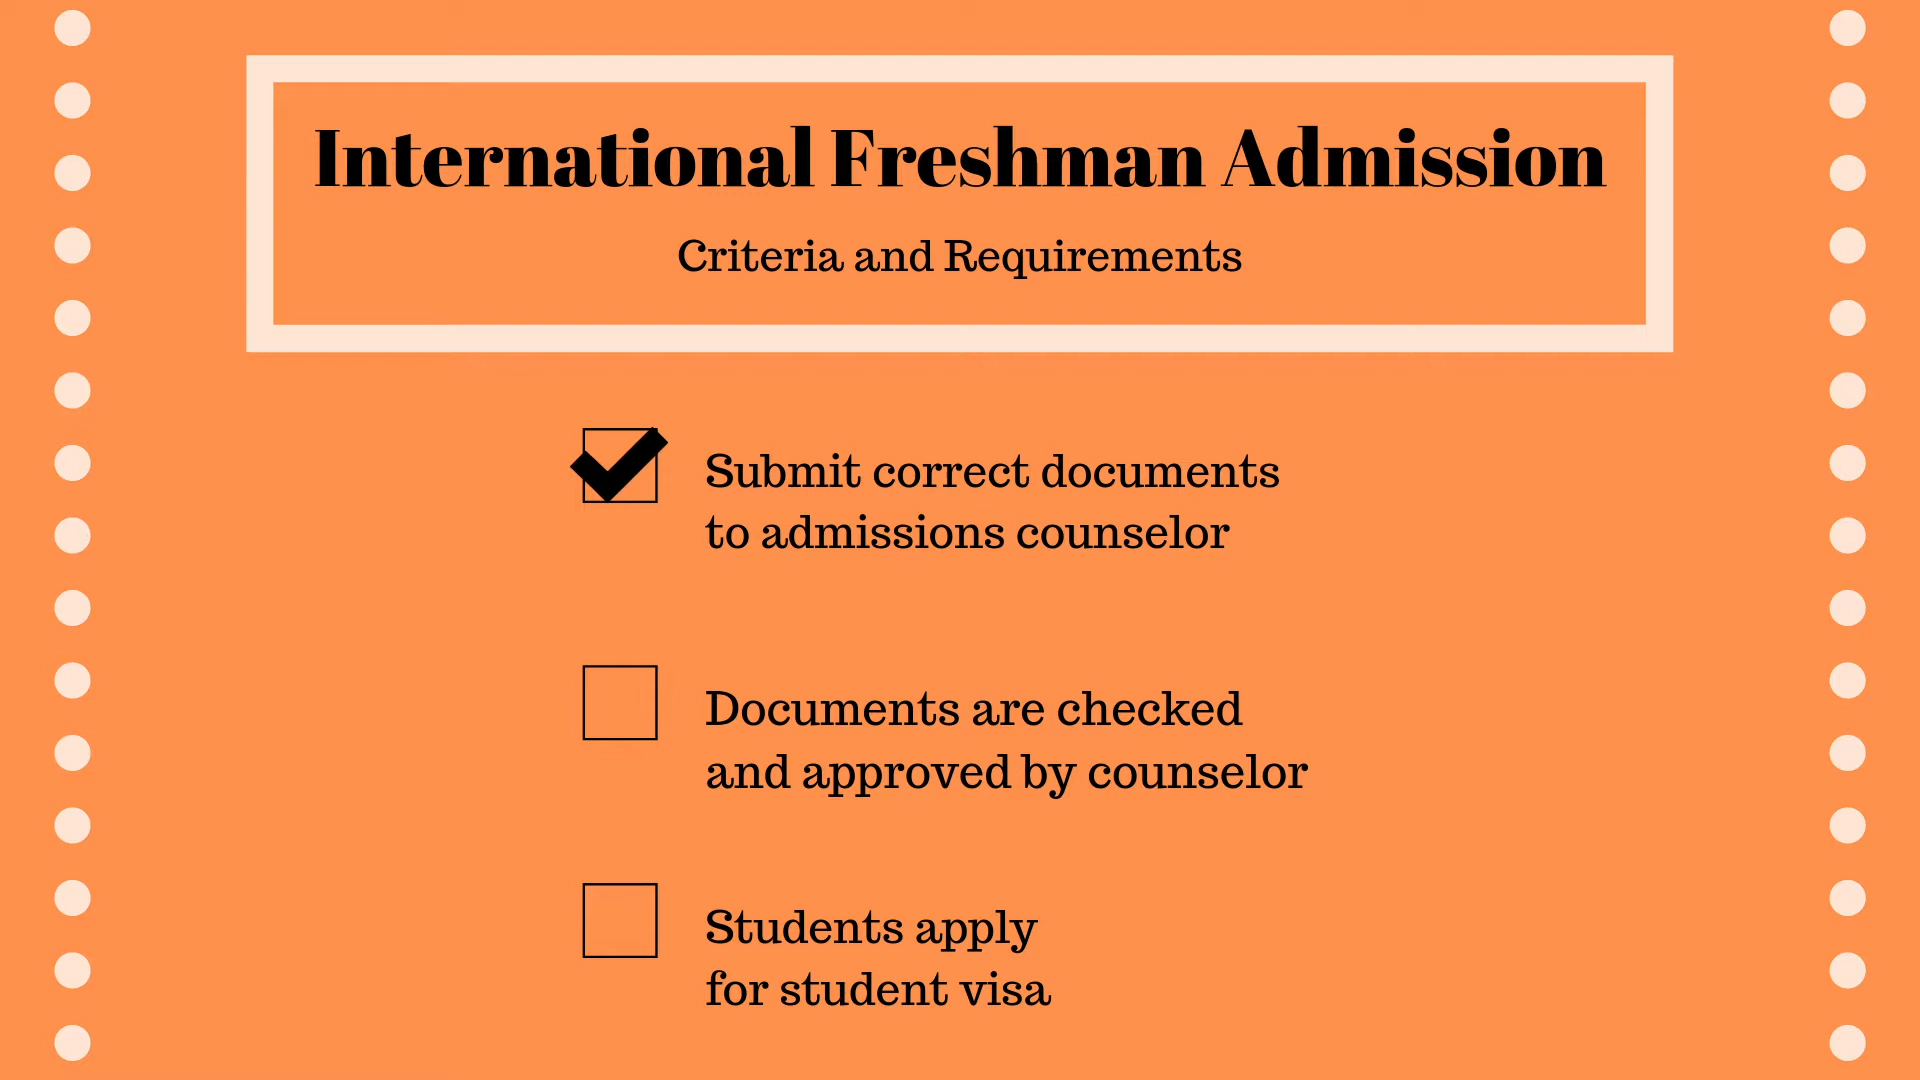 International Freshman Admission
Criteria and Requirements
Submit correct documents
to admissions counselor
Documents are checked
and approved by counselor
Students apply
for student visa